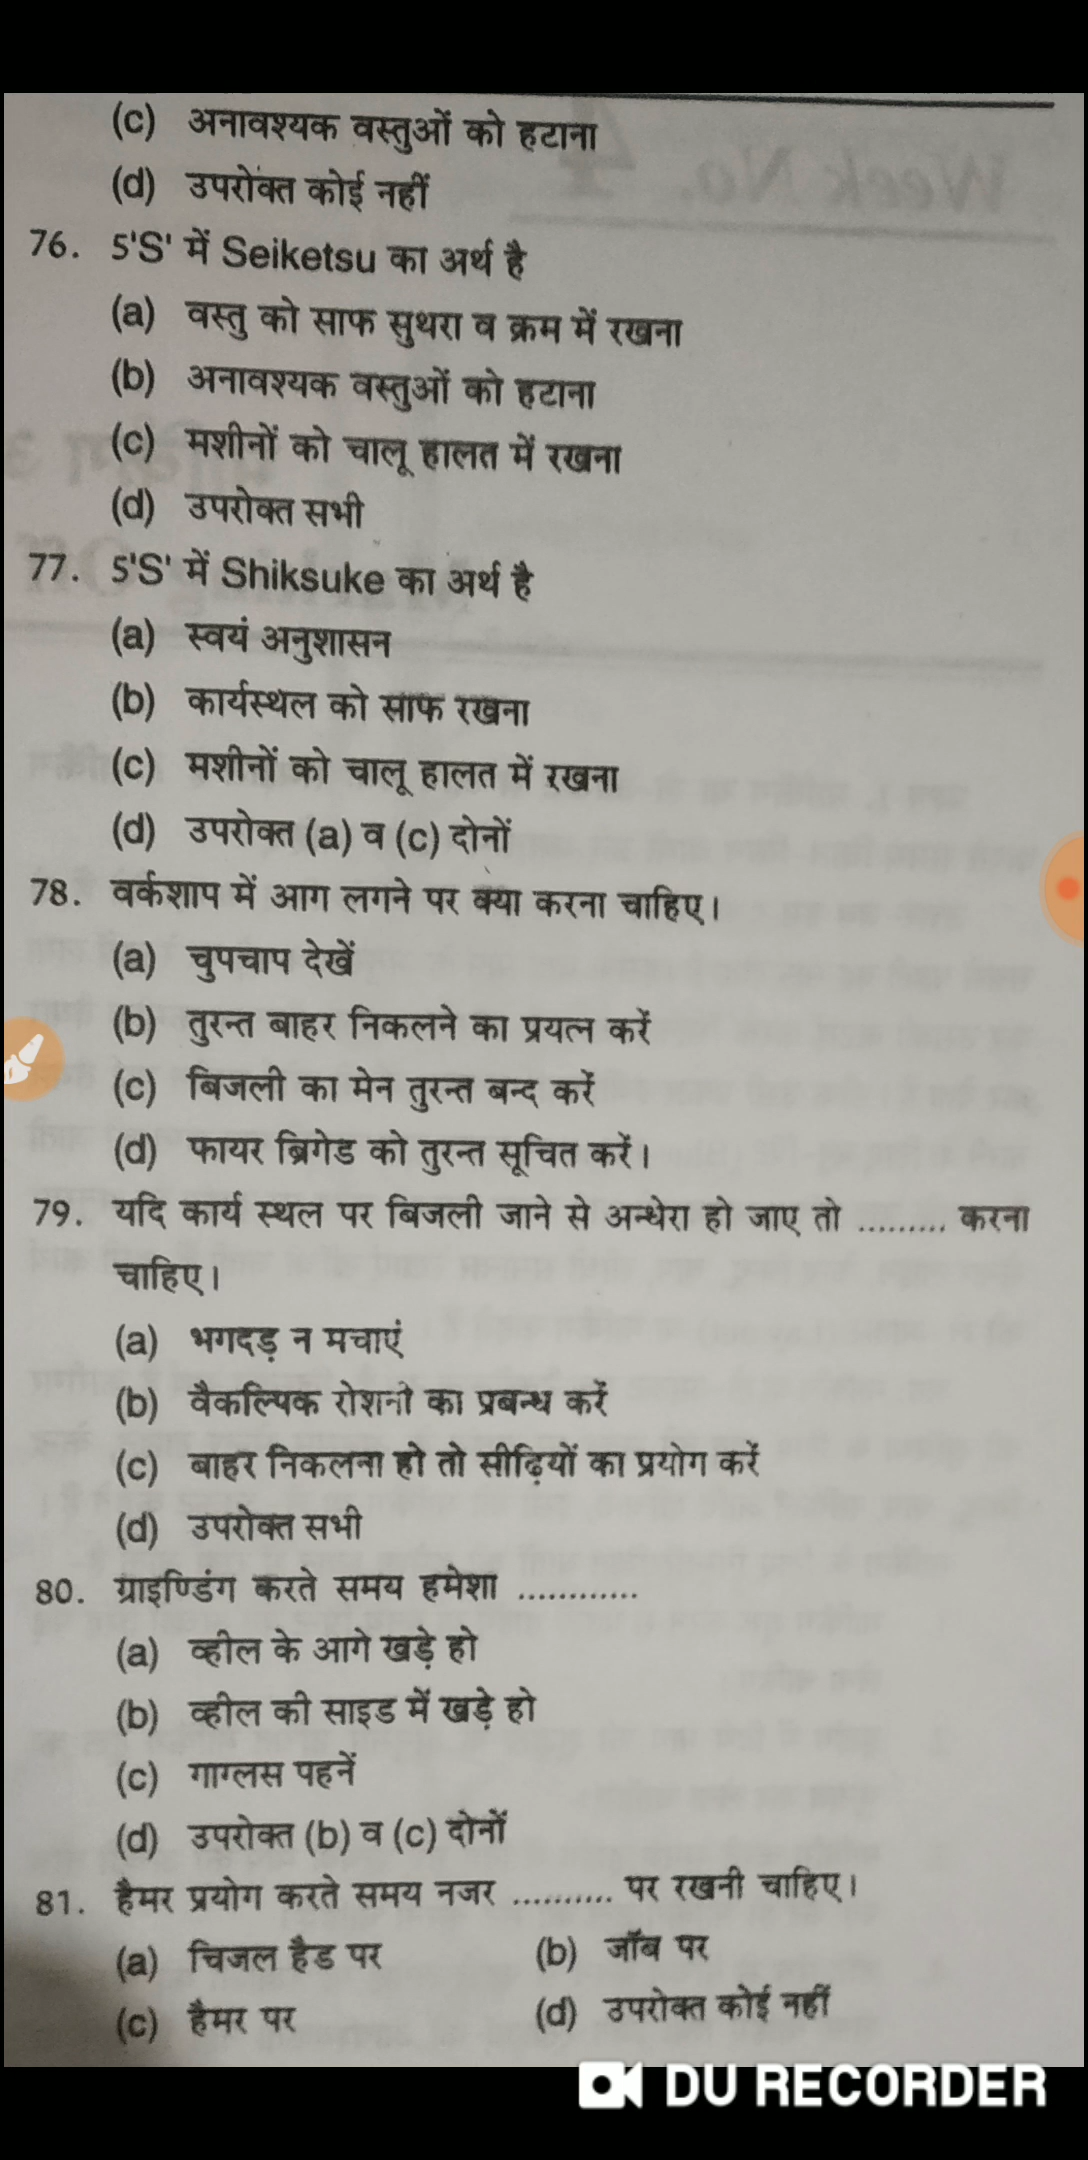 (c) अनावश्यक वस्तुओं को हटाना
(d) उपरोक्त कोई नहीं
76. 5'S' में Seiketsu का अर्थ है
(a) वस्तु को साफ सुथरा व क्रम में रखना
(b) अनावश्यक वस्तुओं को हटाना
(c) मशीनों को चालू हालत में रखना
(d) उपरोक्त सभी
77. 5'S' में Shiksuke का अर्थ है
(a) स्वयं अनुशासन
(b) कार्यस्थल को साफ रखना
(c) मशीनों को चालू हालत में रखना
(d) उपरोक्त (a) व (c) दोनों
78. वर्कशाप में आग लगने पर क्या करना चाहिए।
(a) चुपचाप देखें
(b) तुरन्त बाहर निकलने का प्रयत्न करें
(c) बिजली का मेन तुरन्त बन्द करें
(d) फायर ब्रिगेड को तुरन्त सूचित करें।
79. यदि कार्य स्थल पर बिजली जाने से अन्धेरा हो जाए तो ......... करना
चाहिए।
(a) भगदड़ न मचाएं
(b) वैकल्पिक रोशनी का प्रबन्ध करें
(c) बाहर निकलना हो तो सीढ़ियों का प्रयोग करें
(d) उपरोक्त सभी
80. ग्राइण्डिंग करते समय हमेशा ............
(a) व्हील के आगे खड़े हो
(b) व्हील की साइड में खड़े हो
(c) गाग्लस पहनें
(d) उपरोक्त (b) व (c) दोनों
81. हैमर प्रयोग करते समय नजर ........... पर रखनी चाहिए।
(a) चिजल हैड पर (b) जॉब पर
(c) हैमर पर (d) उपरोक्त कोई नहीं
DU RECORDER